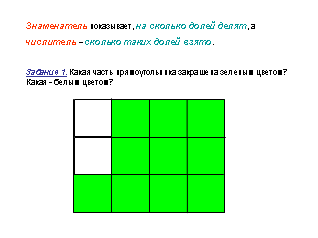 Знаменатель показывает, на сколько долей делят, а
числитель – сколько таких долей взято.
Задание 1. Какая часть прямоугольника закрашена зеленым цветом?
Какая – белым цветом?